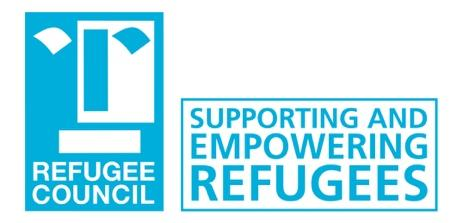 REFUGEE
COUNCIL
SUPPORTING AND
EMPOWERING
REFUGEES